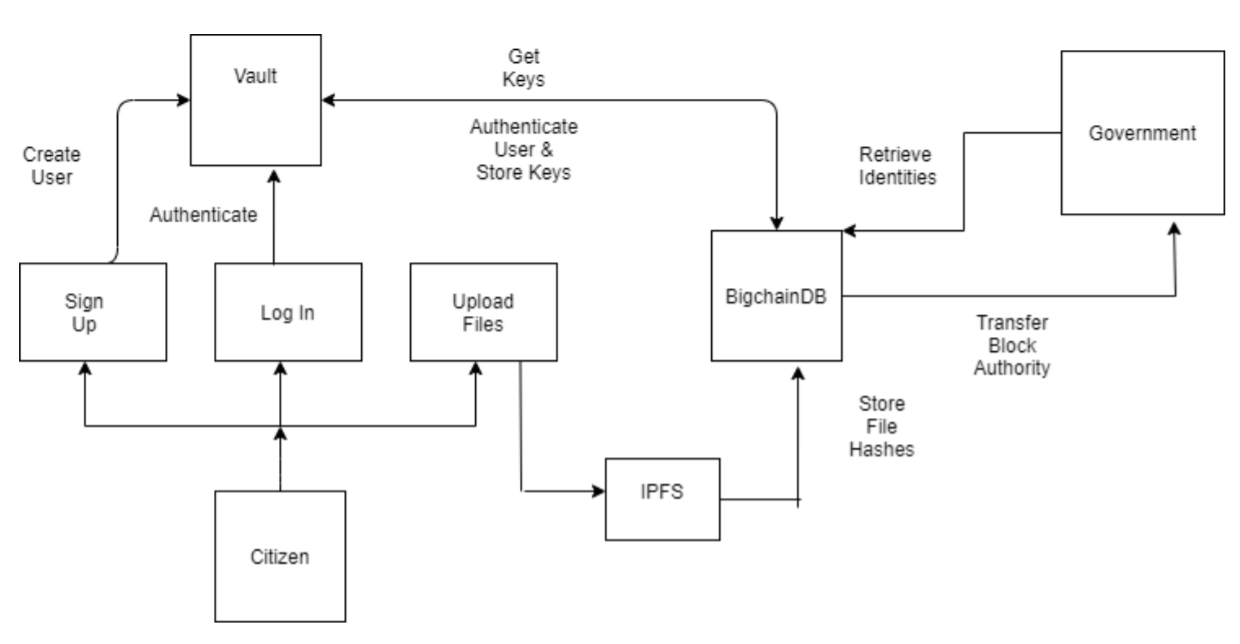 Vault
Get
Keys
Government
Authenticate
User &
Store Keys
Create
User
Retrieve
Identities
Authenticate
Sign
Up
Log In
Upload
Files
BigchainDB
Transfer
Block
Authority
Store
File
Hashes
IPFS
Citizen